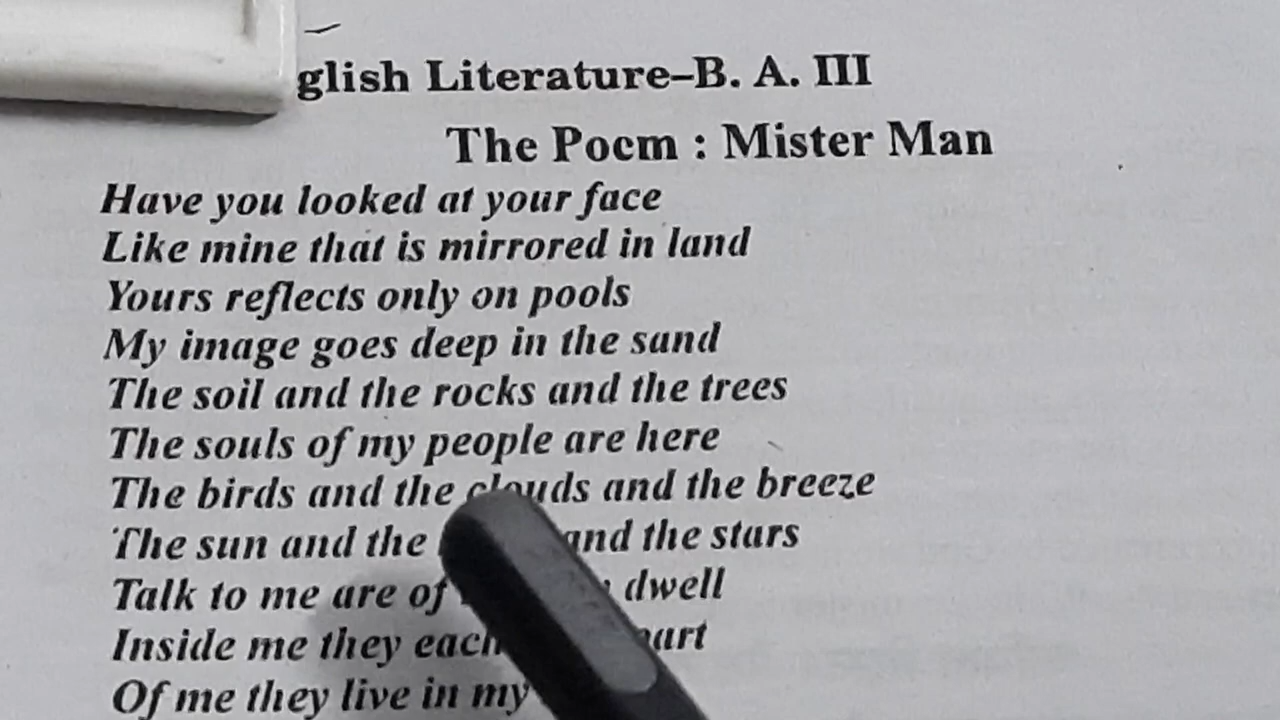 glish Literature–B. A. III
The Pocm : Mister Man
Have you looked at your face
Like mine that is mirrored in land
Yours reflects only on pools
My image goes deep in the sand
The soil and the rocks and the trees
The souls of my people are here
The birds and the clouds and the breeze
The sun and the and the stars
Talk to me are of dwell
Inside me they each
Of me they live in my